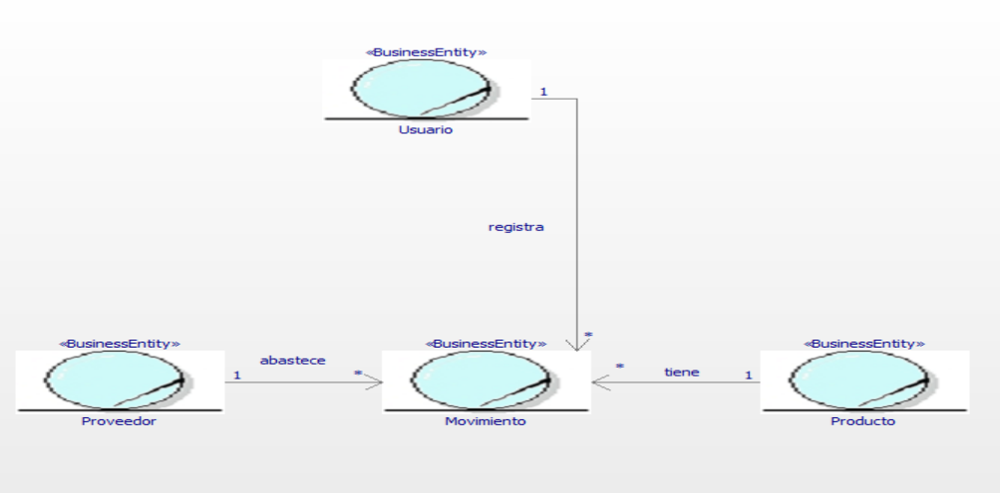 «BusinessEntity»
1
Usuario
registra
*
«BusinessEntity»
abastece
1
*
Proveedor
«BusinessEntity»
Movimiento
*
tiene
1
«BusinessEntity»
Producto